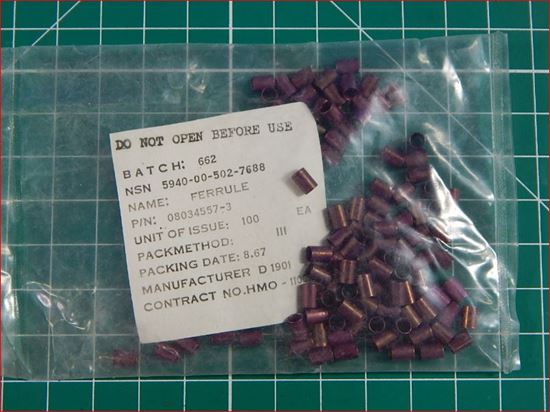 DO NOT OPEN BEFORE USE
BATCH: 662
NSN 5940-00-502-7688
NAME: FERRULE
P/N: 08034557-3
UNIT OF ISSUE: 100 EA
PACKMETHOD: III
PACKING DATE: 8.67
MANUFACTURER D 1901
CONTRACT NO.HMO -